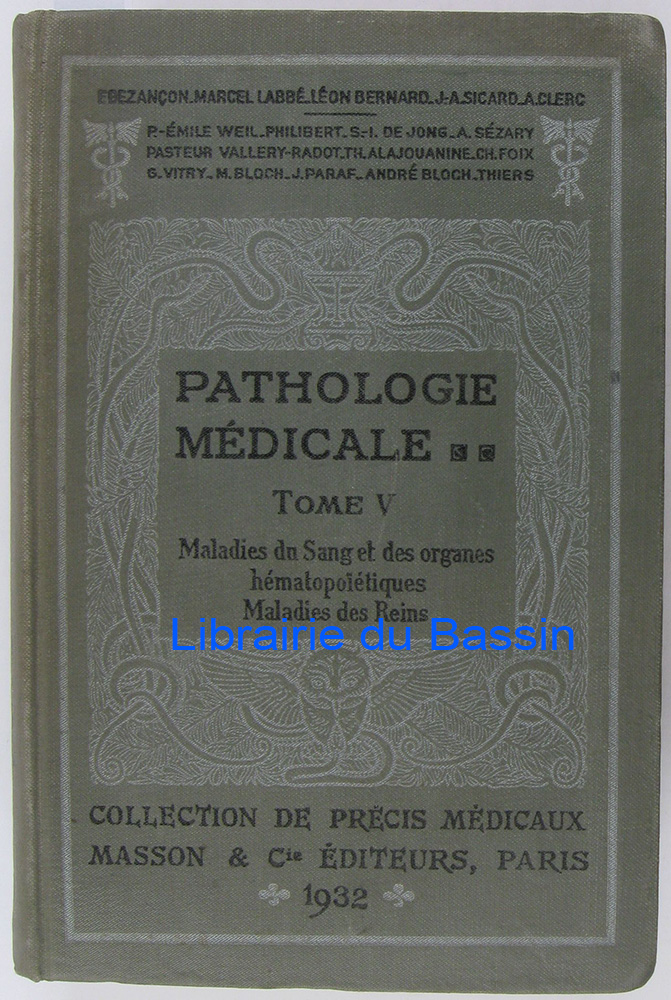 F.BEZANÇON_MARCEL LABBÉ_LÉON BERNARD_J.-A.SICARD_A.CLERC
P.-ÉMILE WEIL_PHILIBERT_S.-I. DE JONG_A. SÉZARY
PASTEUR VALLERY-RADOT_TH.ALAJOUANINE_CH.FOIX
G.VITRY_M.BLOCH_J.PARAF_ANDRÉ BLOCH_THIERS
PATHOLOGIE
MÉDICALE
TOME V
Maladies du Sang et des organes
hématopoïétiques
Maladies des Reins
Librairie du Bassin
COLLECTION DE PRÉCIS MÉDICAUX
MASSON & Cie ÉDITEURS, PARIS
1932